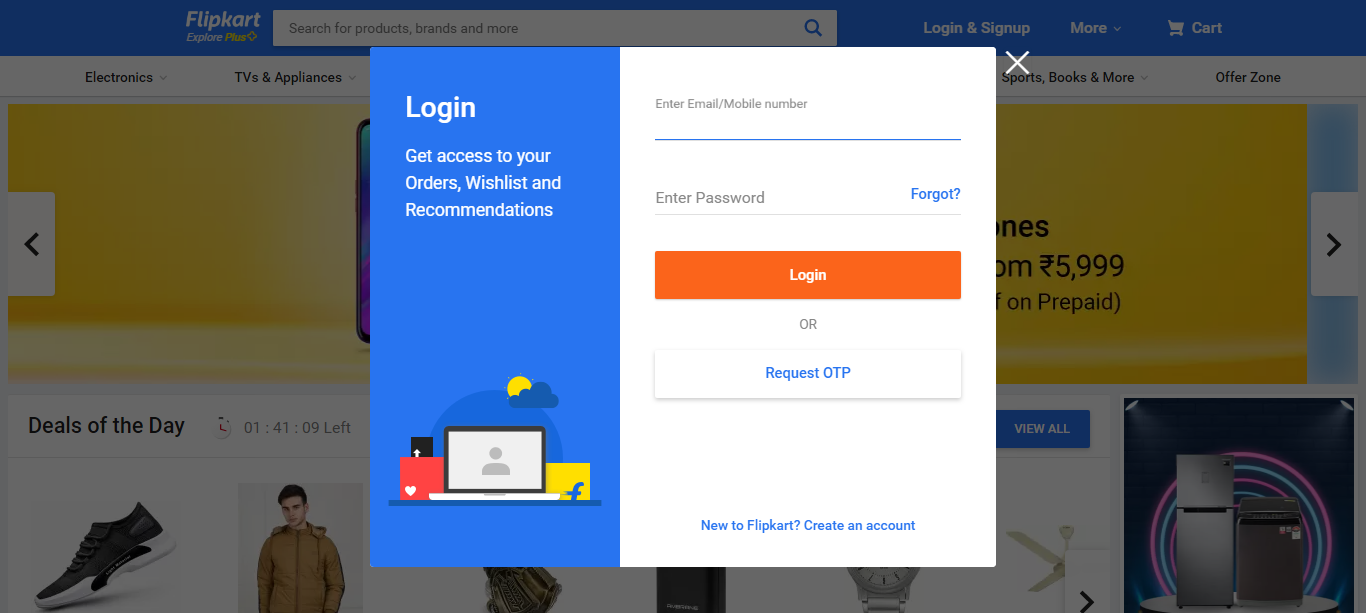 Flipkart
Explore Plus
Search for products, brands and more
Login & Signup
More
Cart
Electronics
TVs & Appliances
Sports, Books & More
Offer Zone
Login
Get access to your
Orders, Wishlist and
Recommendations
Enter Email/Mobile number
Enter Password
Forgot?
Login
OR
Request OTP
New to Flipkart? Create an account
₹5,999
on Prepaid)
Deals of the Day
01 : 41 : 09 Left
VIEW ALL